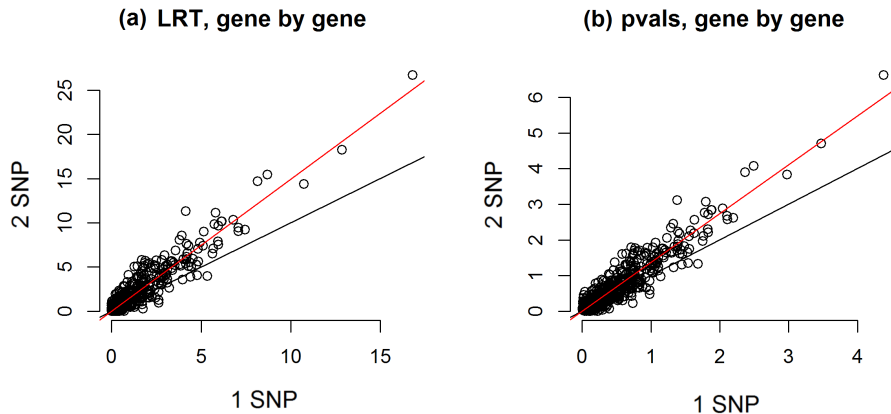 (a) LRT, gene by gene
2 SNP
25
20
15
10
5
0
0 5 10 15
1 SNP
(b) pvals, gene by gene
2 SNP
6
5
4
3
2
1
0
0 1 2 3 4
1 SNP